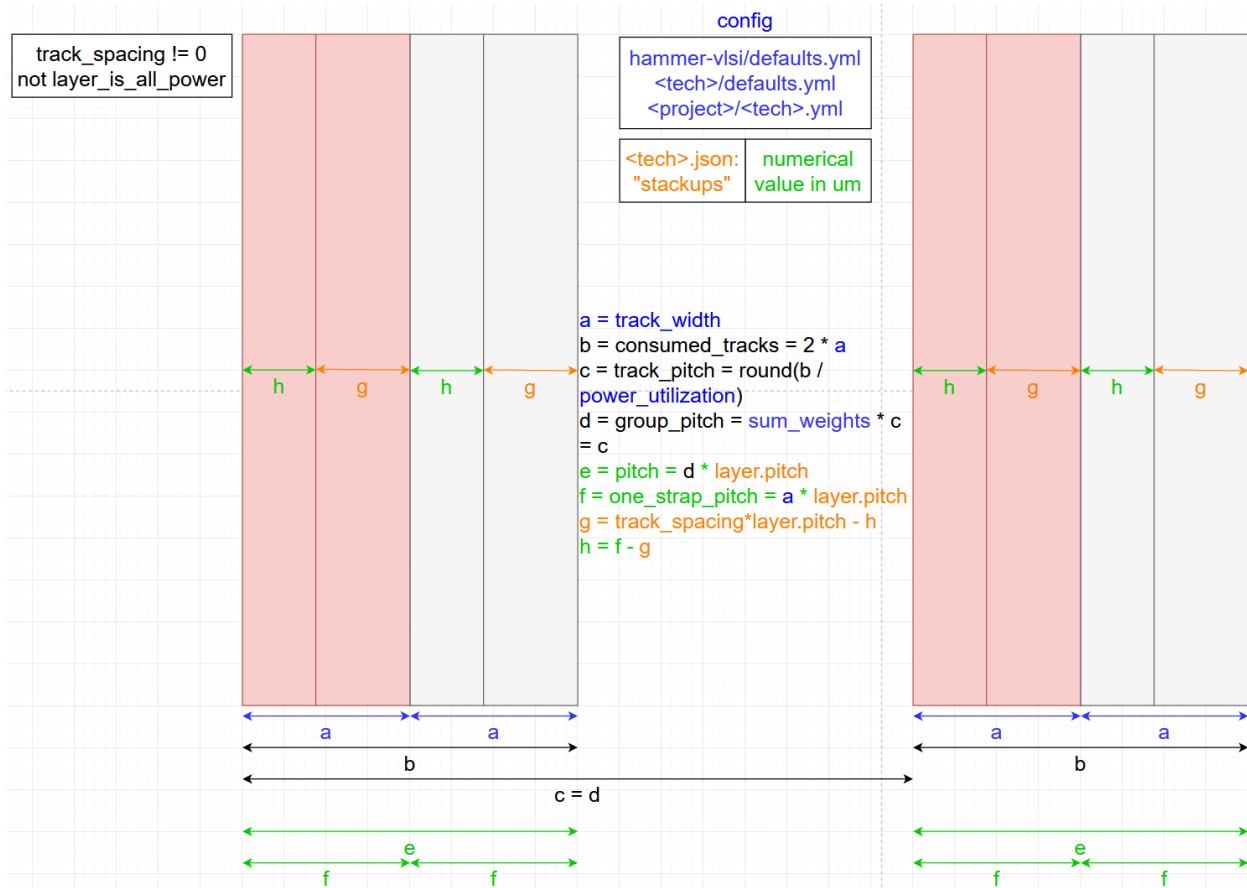 config
track_spacing != 0
not layer_is_all_power
hammer-vlsi/defaults.yml
<tech>/defaults.yml
<project>/<tech>.yml
<tech>.json:
"stackups"
numerical
value in um
a = track_width
b = consumed_tracks = 2 * a
c = track_pitch = round(b /
power_utilization)
d = group_pitch = sum_weights * c
= c
e = pitch = d * layer.pitch
f = one_strap_pitch = a * layer.pitch
g = track_spacing*layer.pitch - h
h = f - g
h g h g
h g h g
a a
a a
b
b
c = d
e
e
f f
f f